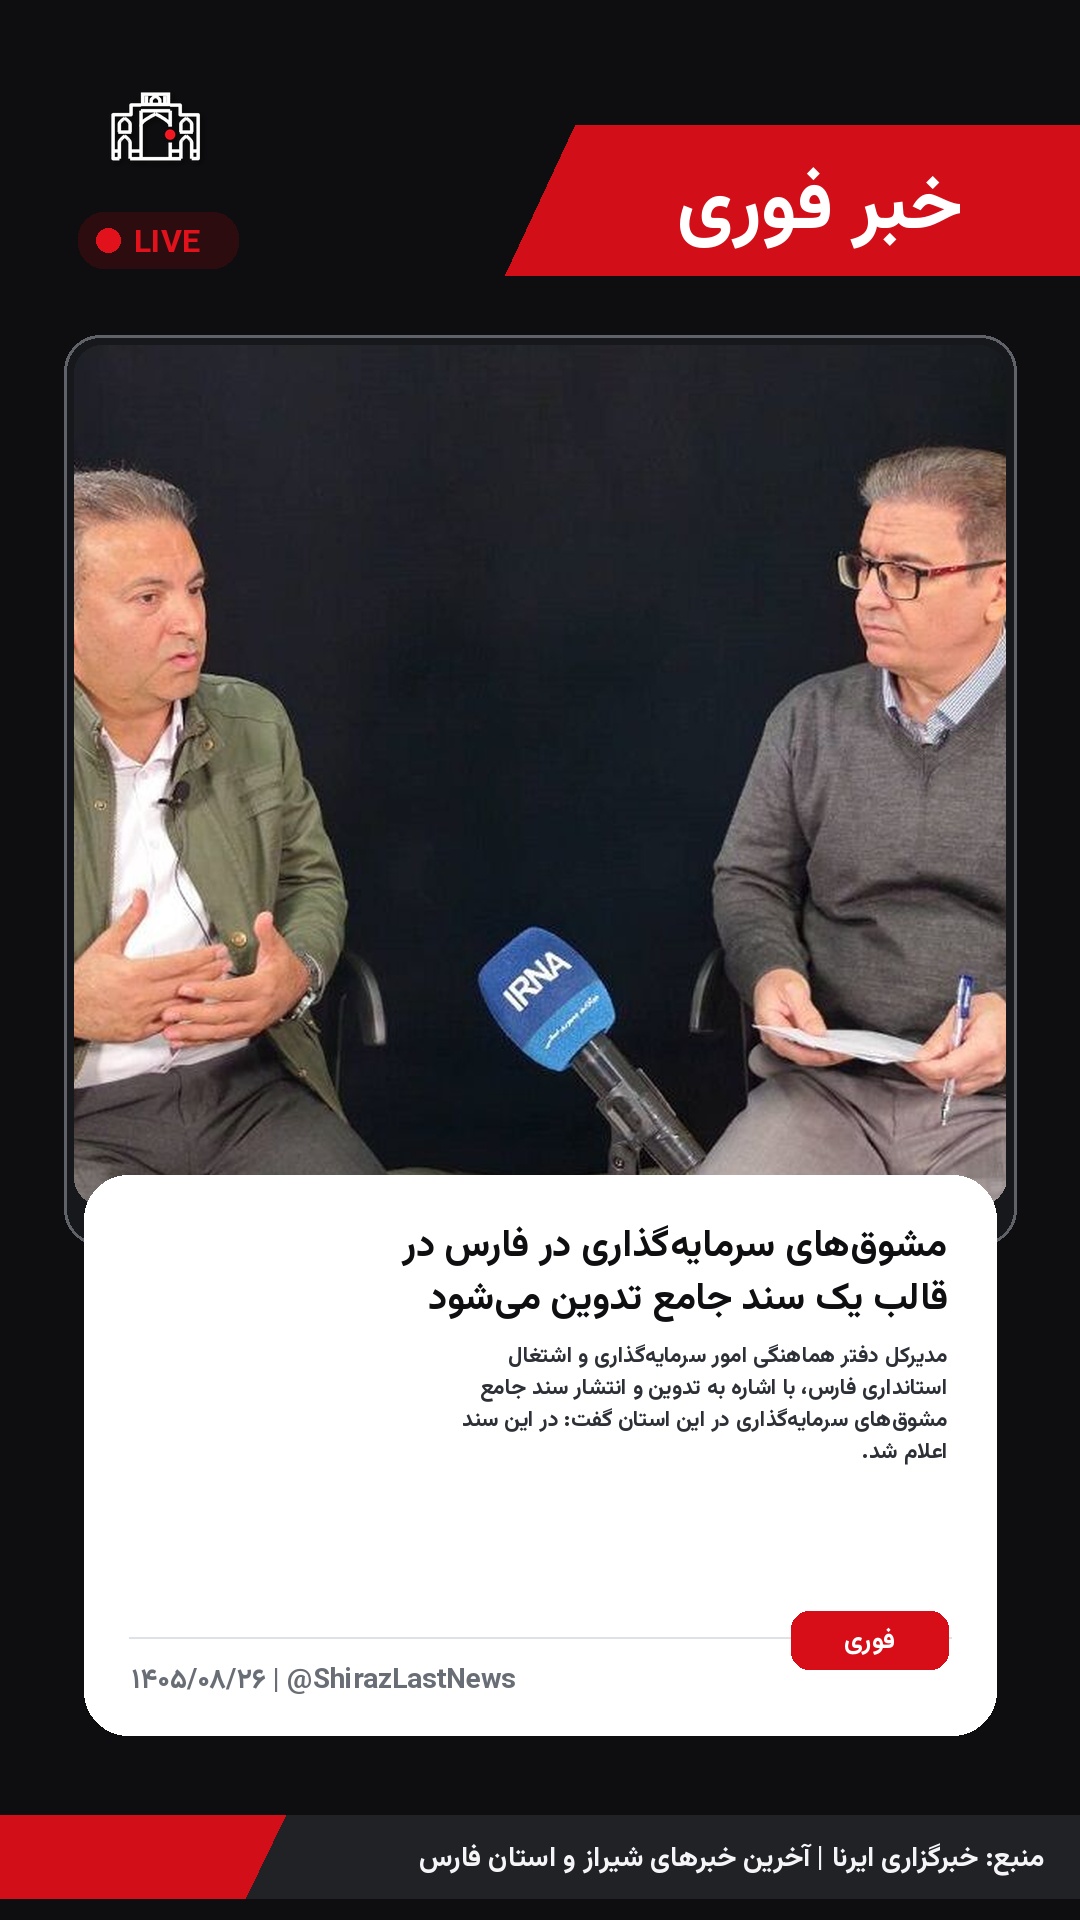 خبر فوری
LIVE
IRNA
مشوق‌های سرمایه‌گذاری در فارس در
قالب یک سند جامع تدوین می‌شود
مدیرکل دفتر هماهنگی امور سرمایه‌گذاری و اشتغال
استانداری فارس، با اشاره به تدوین و انتشار سند جامع
مشوق‌های سرمایه‌گذاری در این استان گفت: در این سند
اعلام شد.
فوری
۱۴۰۵/۰۸/۲۶ | @ShirazLastNews
منبع: خبرگزاری ایرنا | آخرین خبرهای شیراز و استان فارس